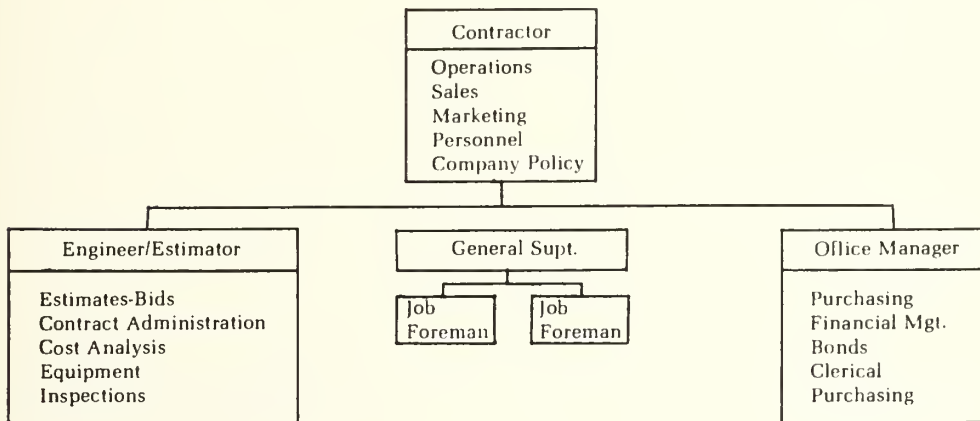 Contractor
Operations
Sales
Marketing
Personnel
Company Policy
Engineer/Estimator
Estimates-Bids
Contract Administration
Cost Analysis
Equipment
Inspections
General Supt.
Job
Foreman
Job
Foreman
Office Manager
Purchasing
Financial Mgt.
Bonds
Clerical
Purchasing